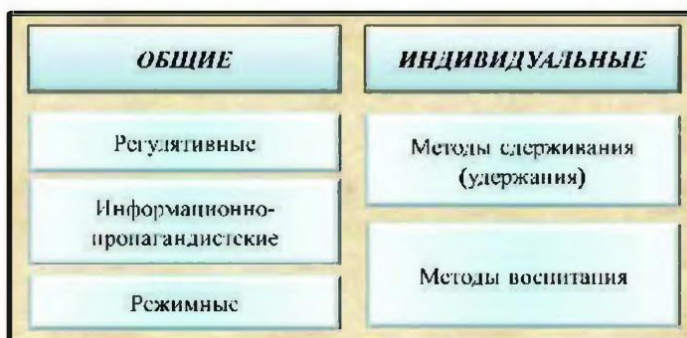 ОБЩИЕ
Регулятивные
Информационно-
пропагандистские
Режимные
ИНДИВИДУАЛЬНЫЕ
Методы сдерживания
(удержания)
Методы воспитания